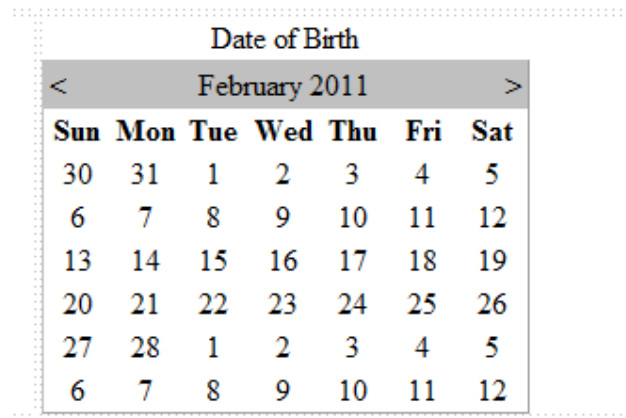 Date of Birth
< February 2011 >
Sun Mon Tue Wed Thu Fri Sat
30 31 1 2 3 4 5
6 7 8 9 10 11 12
13 14 15 16 17 18 19
20 21 22 23 24 25 26
27 28 1 2 3 4 5
6 7 8 9 10 11 12